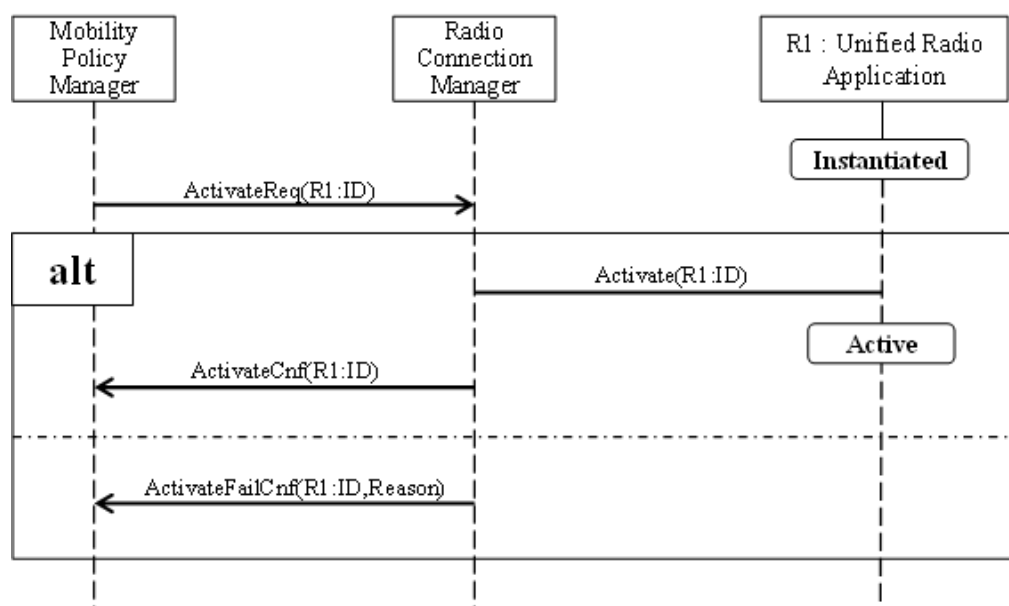 Mobility
Policy
Manager
Radio
Connection
Manager
R1 : Unified Radio
Application
Instantiated
ActivateReq(R1:ID)
alt
Activate(R1:ID)
Active
ActivateCnf(R1:ID)
ActivateFailCnf(R1:ID,Reason)